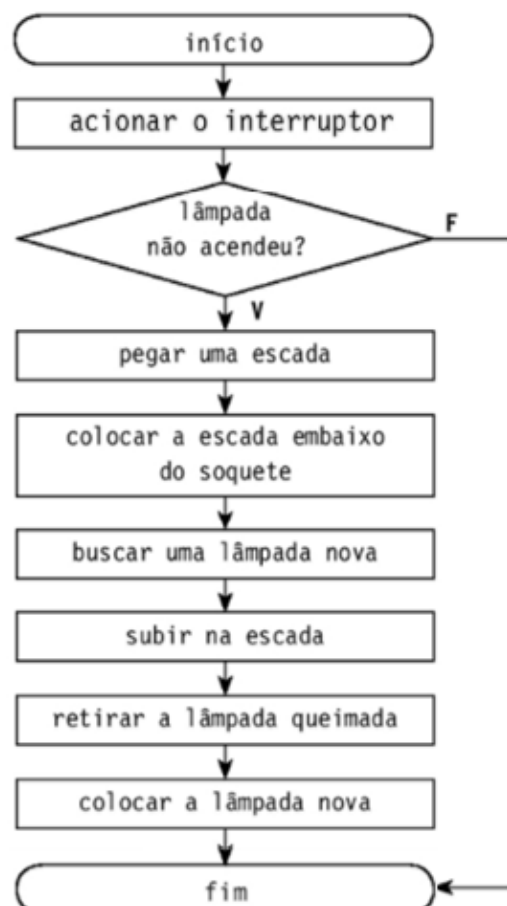 início
acionar o interruptor
lâmpada
não acendeu?
F
V
pegar uma escada
colocar a escada embaixo
do soquete
buscar uma lâmpada nova
subir na escada
retirar a lâmpada queimada
colocar a lâmpada nova
fim